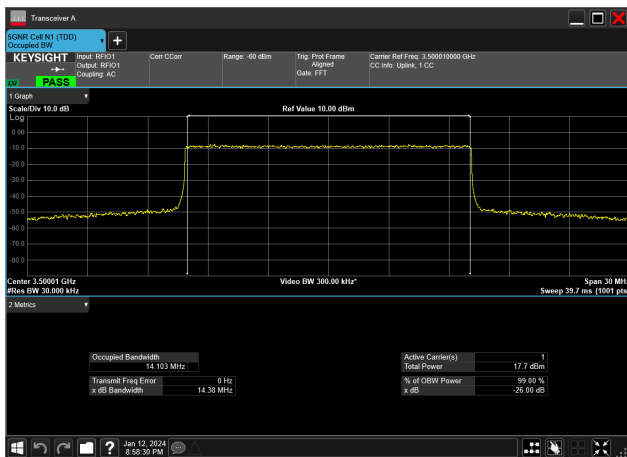 Transceiver A
5GNR Cell N1 (TDD)
Occupied BW
+
KEYSIGHT
LXI
PASS
Input: RFIO1
Output: RFIO1
Coupling: AC
Corr CCorr
Range: -60 dBm
Trig: Prot Frame
Aligned
Gate: FFT
Carrier Ref Freq: 3.500010000 GHz
CC Info: Uplink, 1 CC
1 Graph
Scale/Div 10.0 dB
Ref Value 10.00 dBm
Log
0.00
-10.0
-20.0
-30.0
-40.0
-50.0
-60.0
-70.0
-80.0
Center 3.50001 GHz
#Res BW 30.000 kHz
Video BW 300.00 kHz*
Span 30 MHz
Sweep 39.7 ms (1001 pts
2 Metrics
Occupied Bandwidth
14.103 MHz
Transmit Freq Error 0 Hz
x dB Bandwidth 14.38 MHz
Active Carrier(s) 1
Total Power 17.7 dBm
% of OBW Power 99.00 %
x dB -26.00 dB
?
Jan 12, 2024
8:58:30 PM